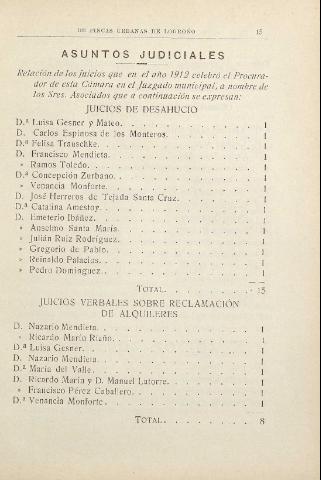 DE FINCAS URBANAS DE LOGROÑO 15
ASUNTOS JUDICIALES
Relación de los juicios que en el año 1912 celebró el Procura-
dor de esta Cámara en el Juzgado municipal, a nombre de
los Sres. Asociados que a continuación se expresan:
JUICIOS DE DESAHUCIO
D.ª Luisa Gesner y Mateo. 1
D. Carlos Espinosa de los Monteros. 1
D.ª Felisa Trauschke. 1
D. Francisco Mendieta. 1
» Ramos Toledo. 1
D.ª Concepción Zurbano. 1
» Venancia Monforte. 1
D. José Herreros de Tejada Santa Cruz. 1
D.ª Catalina Amestoy. 1
D. Emeterio Ibáñez. 1
» Anselmo Santa María. 1
» Julián Ruiz Rodríguez. 1
» Gregorio de Pablo. 1
» Reinaldo Palacias. 1
» Pedro Domínguez. 1
TOTAL. 15
JUICIOS VERBALES SOBRE RECLAMACIÓN
DE ALQUILERES
D. Nazario Mendieta. 1
» Ricardo Marío Riaño. 1
D.ª Luisa Gesner. 1
D. Nazario Mendieta. 1
D.ª María del Valle. 1
D. Ricardo María y D. Manuel Latorre. 1
» Francisco Pérez Caballero. 1
D.ª Venancia Monforte. 1
TOTAL. 8